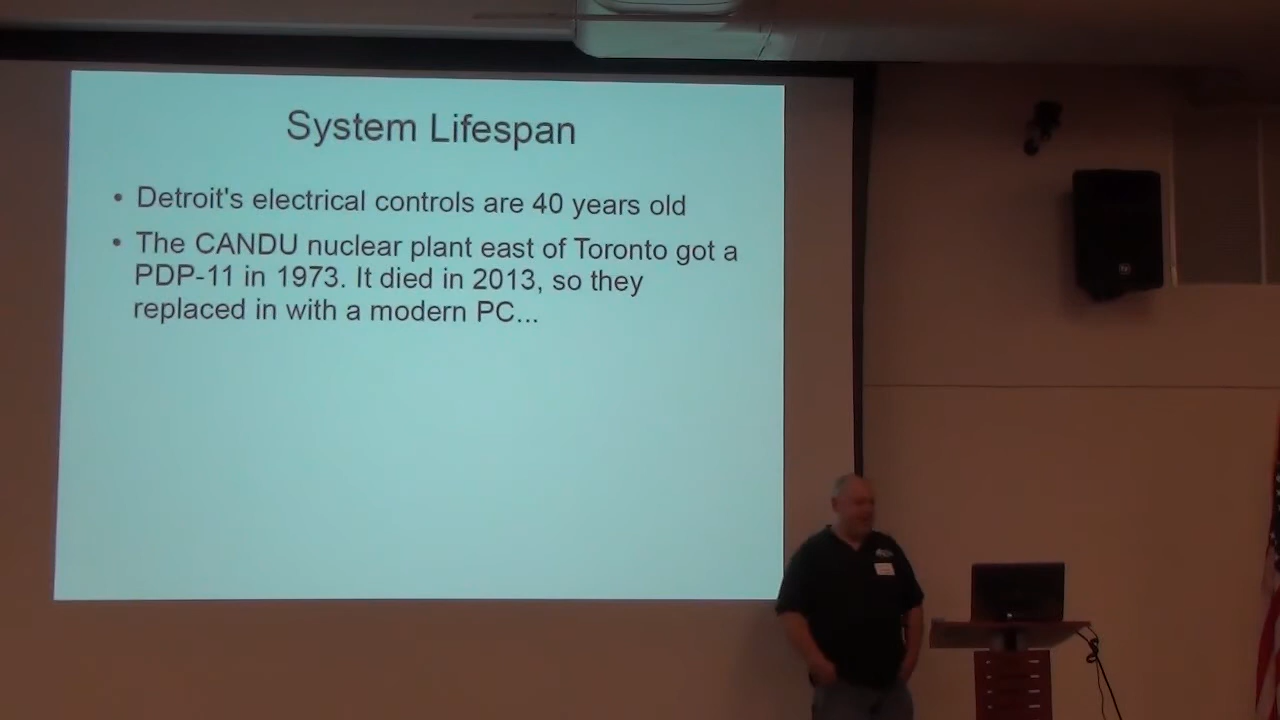 System Lifespan
• Detroit's electrical controls are 40 years old
• The CANDU nuclear plant east of Toronto got a
PDP-11 in 1973. It died in 2013, so they
replaced in with a modern PC...